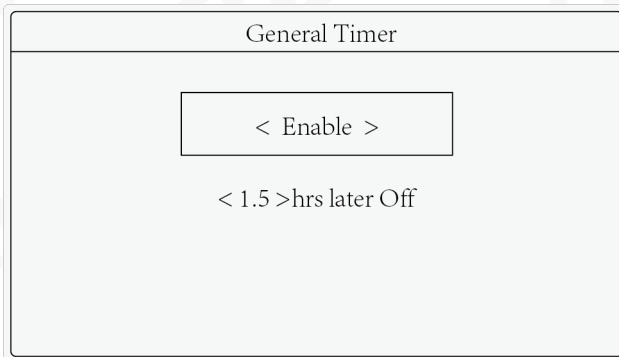 General Timer
< Enable >
< 1.5 >hrs later Off